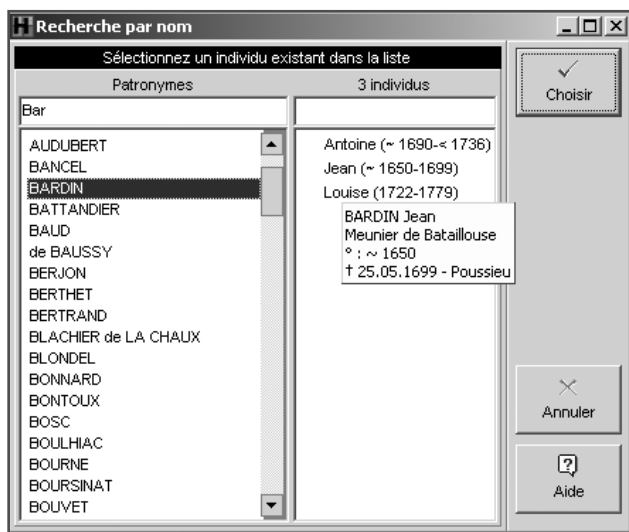 Recherche par nom
Sélectionnez un individu existant dans la liste
Patronymes
3 individus
Bar
AUDUBERT
BANCEL
BARDIN
BATTANDIER
BAUD
de BAUSSY
BERJON
BERTHET
BERTRAND
BLACHIER de LA CHAUX
BLONDEL
BONNARD
BONTOUX
BOSC
BOULHIAC
BOURNE
BOURSINAT
BOUVET
Antoine (~ 1690-< 1736)
Jean (~ 1650-1699)
Louise (1722-1779)
BARDIN Jean
Meunier de Bataillouse
° : ~ 1650
† 25.05.1699 - Poussieu
Choisir
Annuler
Aide